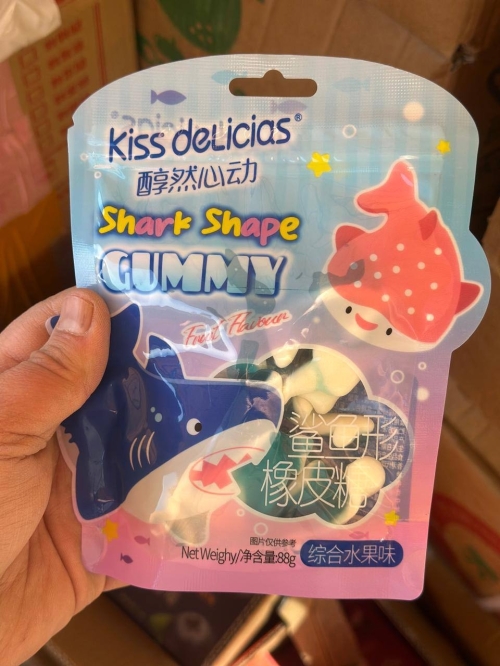 Kiss delicias®
醇然心动
Shark Shape
GUMMY
Fruit Flavour
鲨鱼形
橡皮糖
图片仅供参考
Net Weighy/净含量:88g
综合水果味